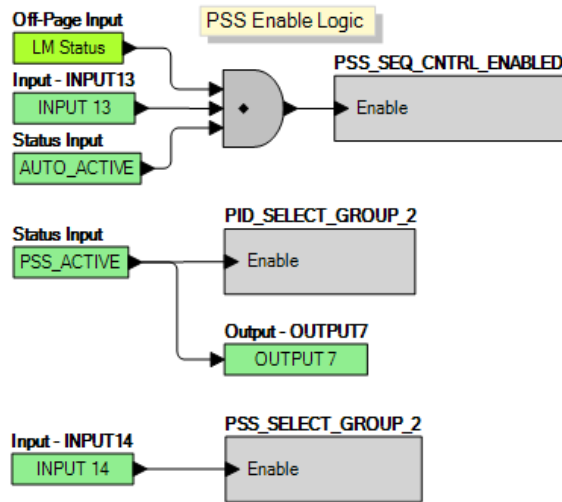 Off-Page Input
PSS Enable Logic
LM Status
PSS_SEQ_CNTRL_ENABLED
Input - INPUT13
INPUT 13
Enable
Status Input
AUTO_ACTIVE
PID_SELECT_GROUP_2
Status Input
PSS_ACTIVE
Enable
Output - OUTPUT7
OUTPUT 7
PSS_SELECT_GROUP_2
Input - INPUT14
INPUT 14
Enable